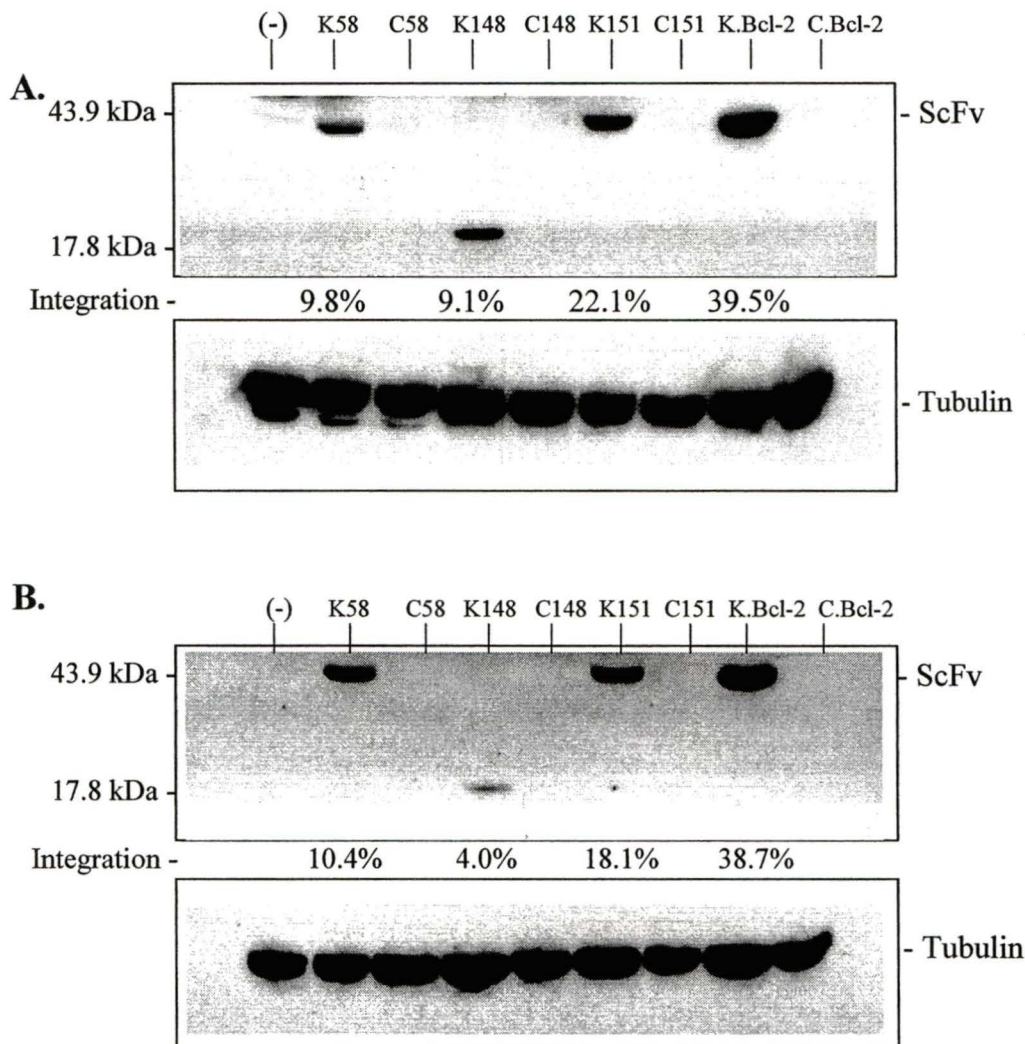 (-) K58 C58 K148 C148 K151 C151 K.Bcl-2 C.Bcl-2
A.
43.9 kDa - - ScFv
17.8 kDa -
Integration - 9.8% 9.1% 22.1% 39.5%
- Tubulin
B.
(-) K58 C58 K148 C148 K151 C151 K.Bcl-2 C.Bcl-2
43.9 kDa - - ScFv
17.8 kDa -
Integration - 10.4% 4.0% 18.1% 38.7%
- Tubulin